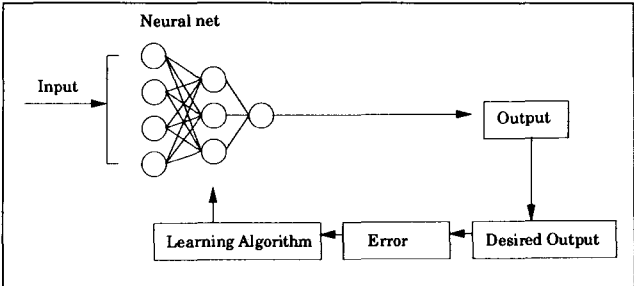 Neural net
Input
Output
Learning Algorithm
Error
Desired Output